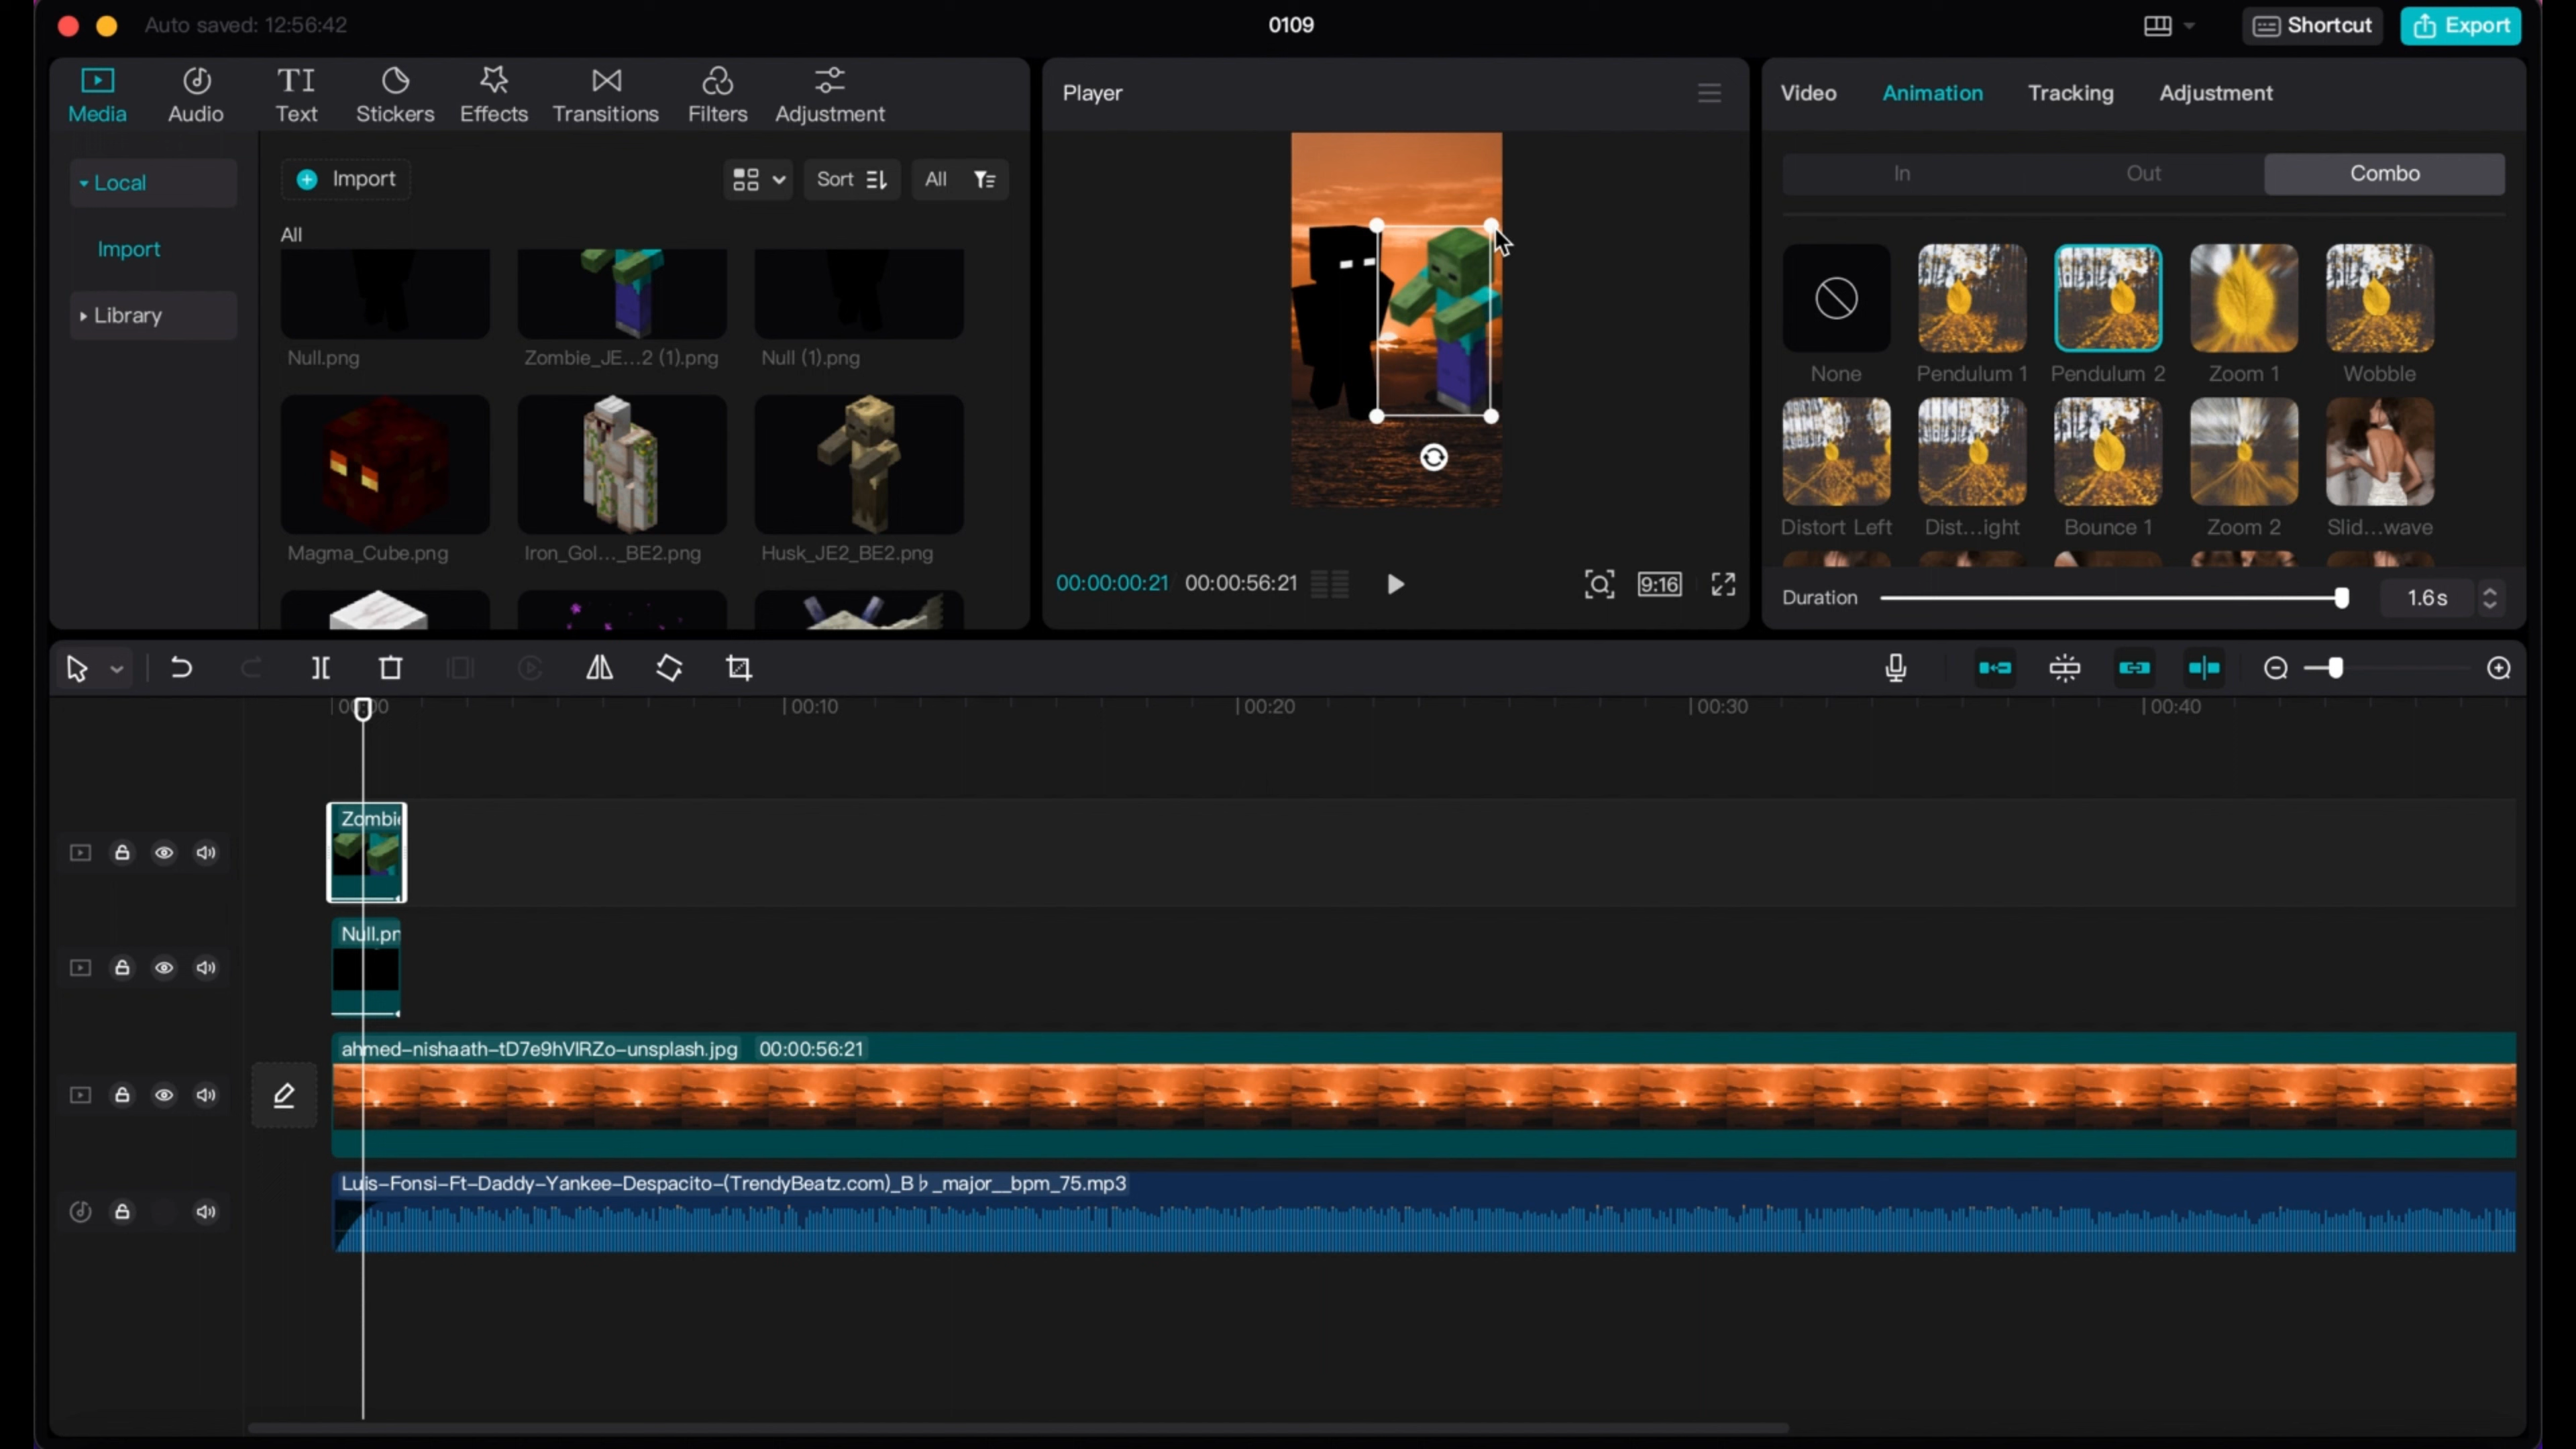 Auto saved: 12:56:42
0109
Shortcut
Export
Media
Audio
TI
Text
Stickers
Effects
Transitions
Filters
Adjustment
Local
Import
Library
Import
Sort
All
All
Null.png
Zombie_JE...2 (1).png
Null (1).png
Magma_Cube.png
Iron_Gol..._BE2.png
Husk_JE2_BE2.png
Player
00:00:00:21
00:00:56:21
9:16
Video
Animation
Tracking
Adjustment
In
Out
Combo
None
Pendulum 1
Pendulum 2
Zoom 1
Wobble
Distort Left
Dist...ight
Bounce 1
Zoom 2
Slid...wave
Duration
1.6s
00:00
00:10
00:20
00:30
00:40
Zombie
Null.pn
ahmed-nishaath-tD7e9hVIRZo-unsplash.jpg 00:00:56:21
Luis-Fonsi-Ft-Daddy-Yankee-Despacito-(TrendyBeatz.com)_B♭_major__bpm_75.mp3